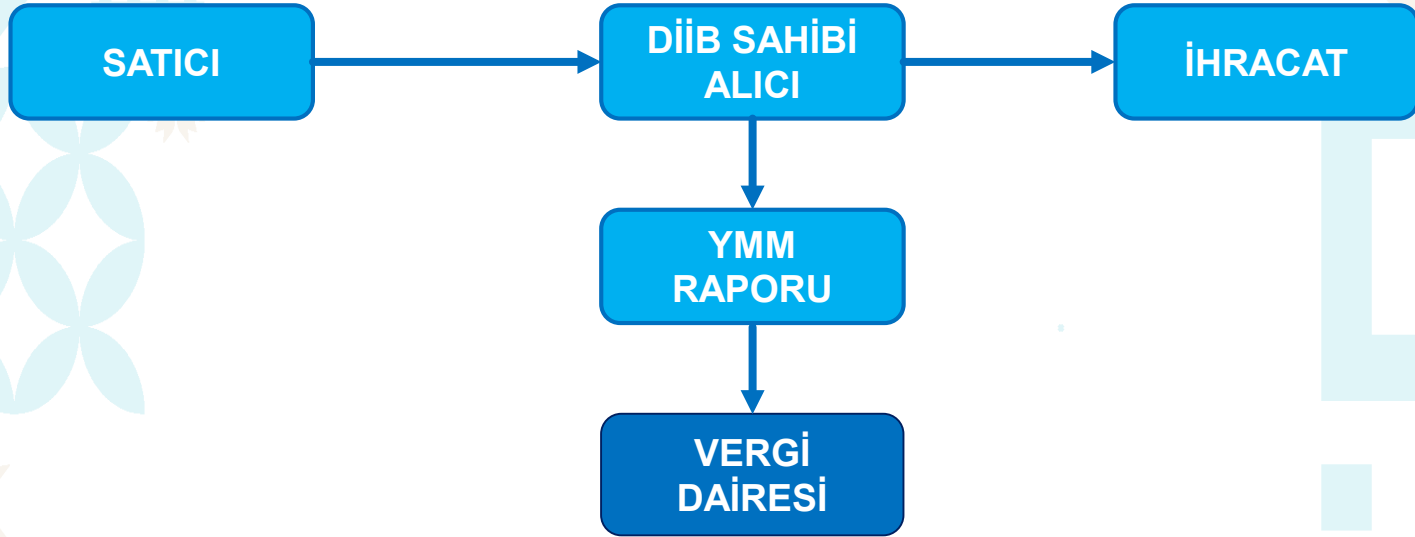 SATICI
DİİB SAHİBİ
ALICI
İHRACAT
YMM
RAPORU
VERGİ
DAİRESİ